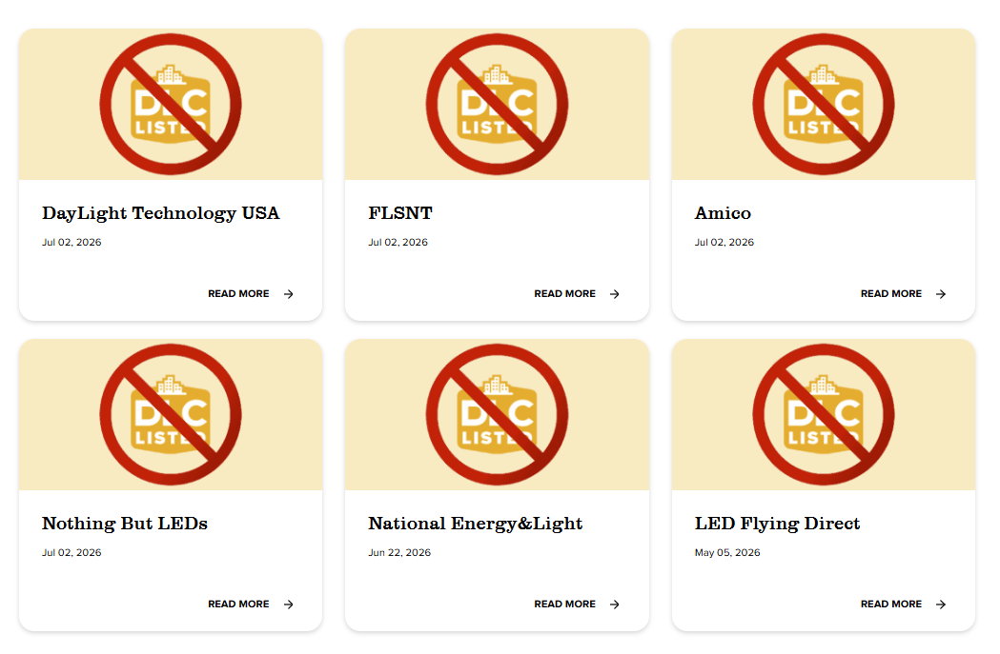 DLC
LISTED
DLC
LISTED
DLC
LISTED
DayLight Technology USA
Jul 02, 2026
READ MORE
FLSNT
Jul 02, 2026
READ MORE
Amico
Jul 02, 2026
READ MORE
DLC
LISTED
DLC
LISTED
DLC
LISTED
Nothing But LEDs
Jul 02, 2026
READ MORE
National Energy&Light
Jun 22, 2026
READ MORE
LED Flying Direct
May 05, 2026
READ MORE